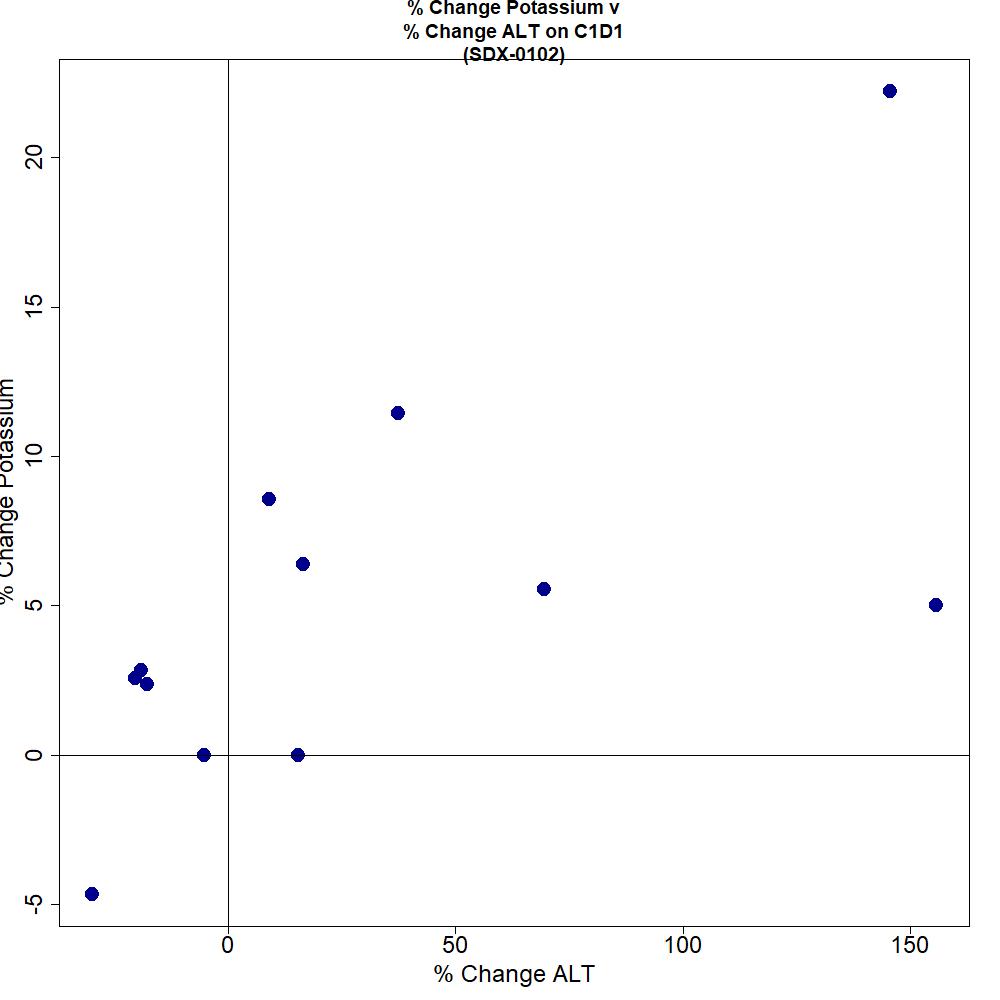 % Change Potassium v
% Change ALT on C1D1
(SDX-0102)
% Change Potassium
20
15
10
5
0
-5
0
50
100
150
% Change ALT